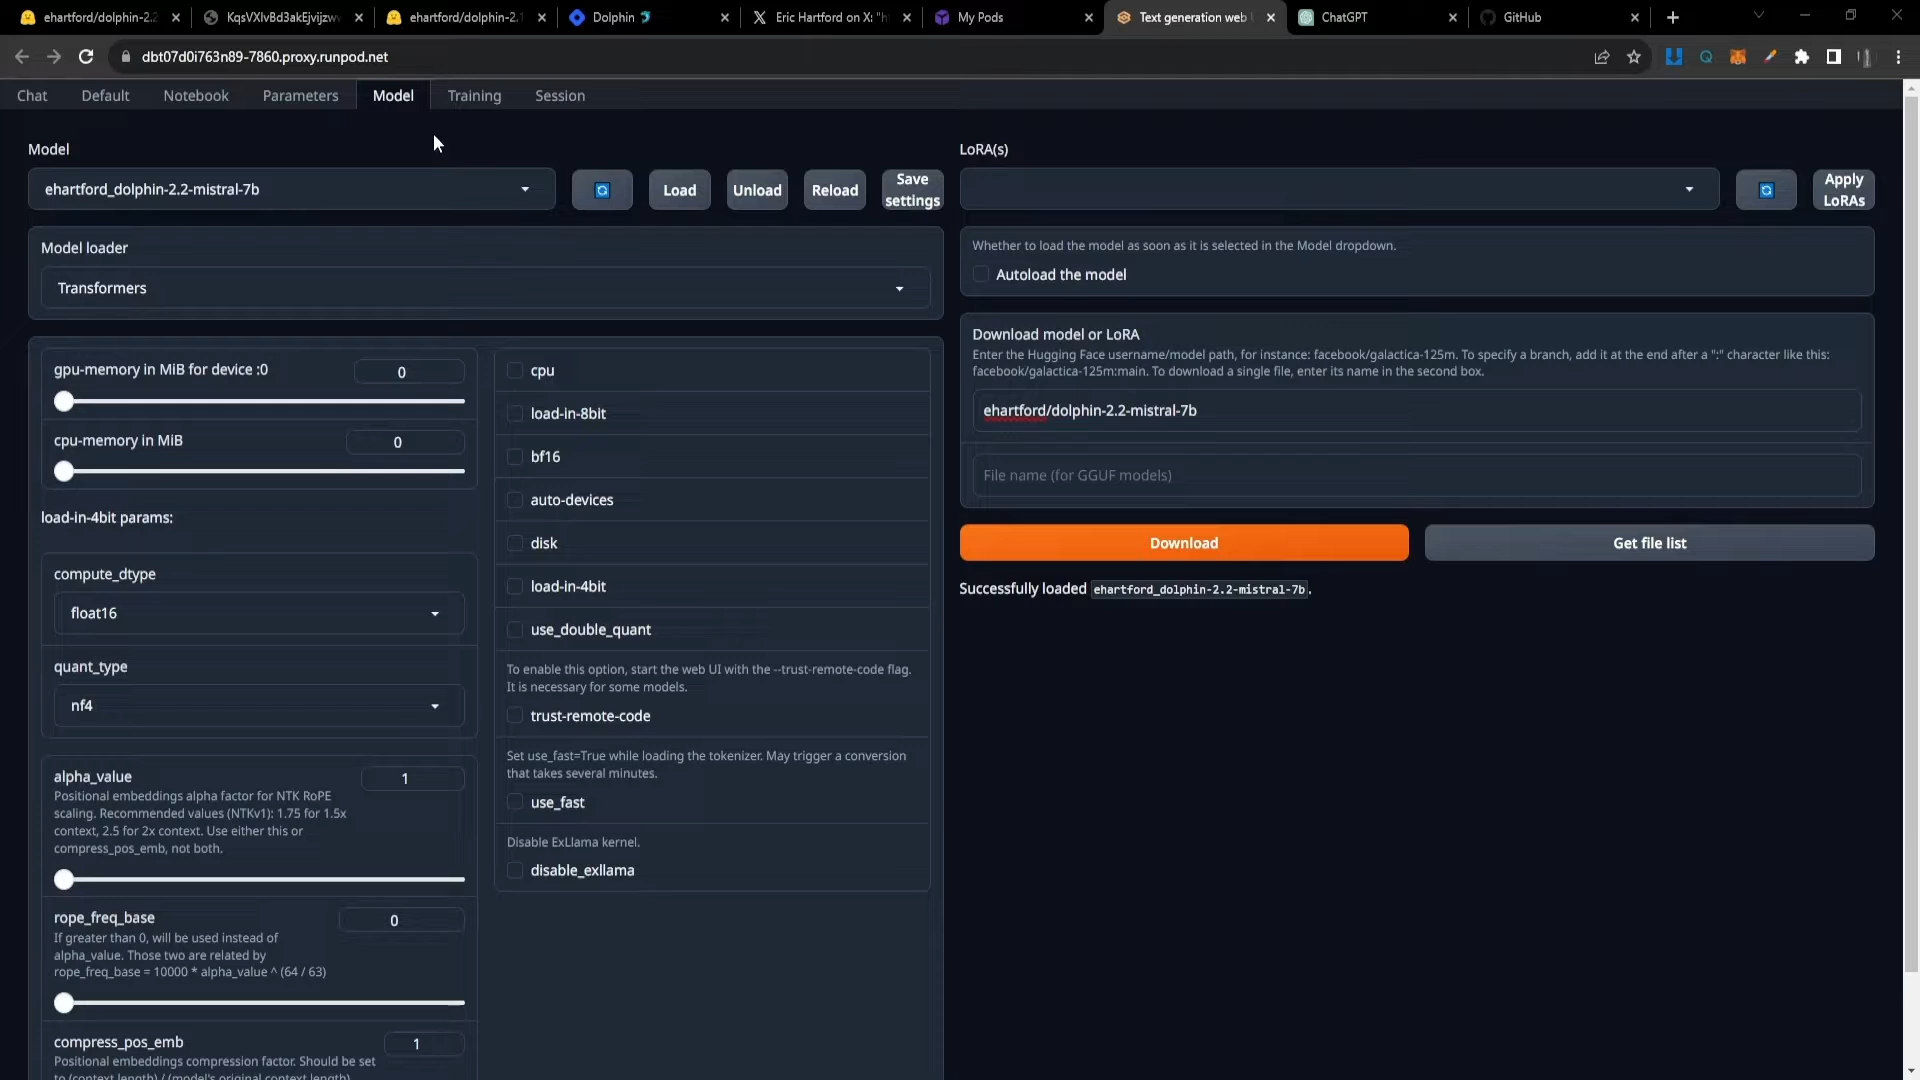 ehartford/dolphin-2.2
KqsVXlvBd3akEjvijzw
ehartford/dolphin-2.1
Dolphin
Eric Hartford on X: "h
My Pods
Text generation web
ChatGPT
GitHub
dbt07d0i763n89-7860.proxy.runpod.net
Chat
Default
Notebook
Parameters
Model
Training
Session
Model
ehartford_dolphin-2.2-mistral-7b
Load
Unload
Reload
Save settings
LoRA(s)
Apply LoRAs
Model loader
Transformers
Whether to load the model as soon as it is selected in the Model dropdown.
Autoload the model
Download model or LoRA
Enter the Hugging Face username/model path, for instance: facebook/galactica-125m. To specify a branch, add it at the end after a ":" character like this:
facebook/galactica-125m:main. To download a single file, enter its name in the second box.
ehartford/dolphin-2.2-mistral-7b
File name (for GGUF models)
Download
Get file list
Successfully loaded ehartford_dolphin-2.2-mistral-7b.
gpu-memory in MiB for device :0
0
cpu-memory in MiB
0
load-in-4bit params:
compute_dtype
float16
quant_type
nf4
alpha_value
1
Positional embeddings alpha factor for NTK RoPE
scaling. Recommended values (NTKv1): 1.75 for 1.5x
context, 2.5 for 2x context. Use either this or
compress_pos_emb, not both.
rope_freq_base
0
If greater than 0, will be used instead of
alpha_value. Those two are related by
rope_freq_base = 10000 * alpha_value ^ (64 / 63)
compress_pos_emb
1
Positional embeddings compression factor. Should be set
to (context length) / (model's original context length)
cpu
load-in-8bit
bf16
auto-devices
disk
load-in-4bit
use_double_quant
To enable this option, start the web UI with the --trust-remote-code flag.
It is necessary for some models.
trust-remote-code
Set use_fast=True while loading the tokenizer. May trigger a conversion
that takes several minutes.
use_fast
Disable ExLlama kernel.
disable_exllama